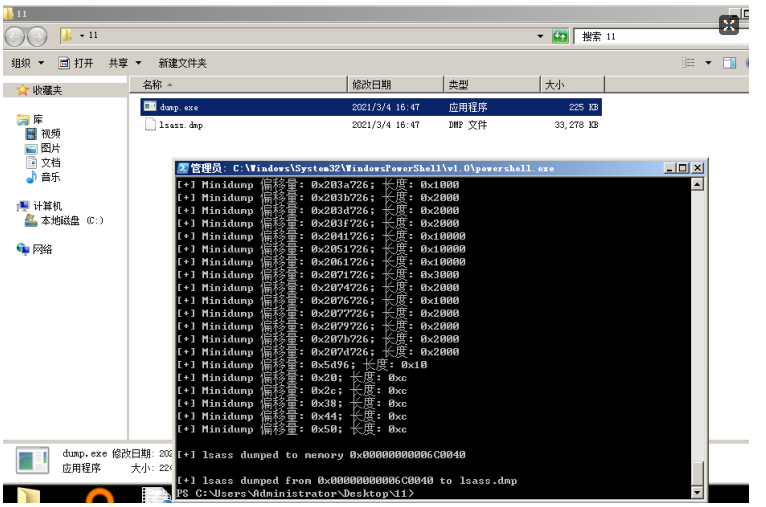 11
11
搜索 11
组织 打开 共享 新建文件夹
收藏夹
库
视频
图片
文档
音乐
计算机
本地磁盘 (C:)
网络
名称 修改日期 类型 大小
dump.exe 2021/3/4 16:47 应用程序 225 KB
lsass.dmp 2021/3/4 16:47 DMP 文件 33,278 KB
管理员: C:\Windows\System32\WindowsPowerShell\v1.0\powershell.exe
[+] Minidump 偏移量: 0x203a726; 长度: 0x1000
[+] Minidump 偏移量: 0x203b726; 长度: 0x2000
[+] Minidump 偏移量: 0x203d726; 长度: 0x2000
[+] Minidump 偏移量: 0x203f726; 长度: 0x2000
[+] Minidump 偏移量: 0x2041726; 长度: 0x10000
[+] Minidump 偏移量: 0x2051726; 长度: 0x10000
[+] Minidump 偏移量: 0x2061726; 长度: 0x10000
[+] Minidump 偏移量: 0x2071726; 长度: 0x3000
[+] Minidump 偏移量: 0x2074726; 长度: 0x2000
[+] Minidump 偏移量: 0x2076726; 长度: 0x1000
[+] Minidump 偏移量: 0x2077726; 长度: 0x2000
[+] Minidump 偏移量: 0x2079726; 长度: 0x2000
[+] Minidump 偏移量: 0x207b726; 长度: 0x2000
[+] Minidump 偏移量: 0x207d726; 长度: 0x2000
[+] Minidump 偏移量: 0x5d96; 长度: 0x10
[+] Minidump 偏移量: 0x20; 长度: 0xc
[+] Minidump 偏移量: 0x2c; 长度: 0xc
[+] Minidump 偏移量: 0x38; 长度: 0xc
[+] Minidump 偏移量: 0x44; 长度: 0xc
[+] Minidump 偏移量: 0x50; 长度: 0xc
[+] lsass dumped to memory 0x00000000006C0040
[+] lsass dumped from 0x00000000006C0040 to lsass.dmp
PS C:\Users\Administrator\Desktop\11>
dump.exe 修改日期: 202
应用程序 大小: 224